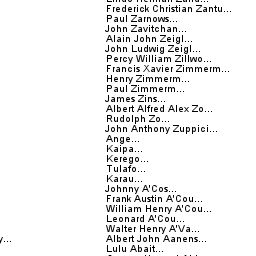 Frederick Christian Zantu...
Paul Zarnows...
John Zavitchan...
Alain John Zeigl...
John Ludwig Zeigl...
Percy William Zillwo...
Francis Xavier Zimmerm...
Henry Zimmerm...
Paul Zimmerm...
James Zins...
Albert Alfred Alex Zo...
Rudolph Zo...
John Anthony Zuppici...
Ange...
Kaipa...
Kerego...
Tulafo...
Karau...
Johnny A'Cos...
Frank Austin A'Cou...
William Henry A'Cou...
Leonard A'Cou...
Walter Henry A'Va...
y... Albert John Aanens...
Lulu Abait...